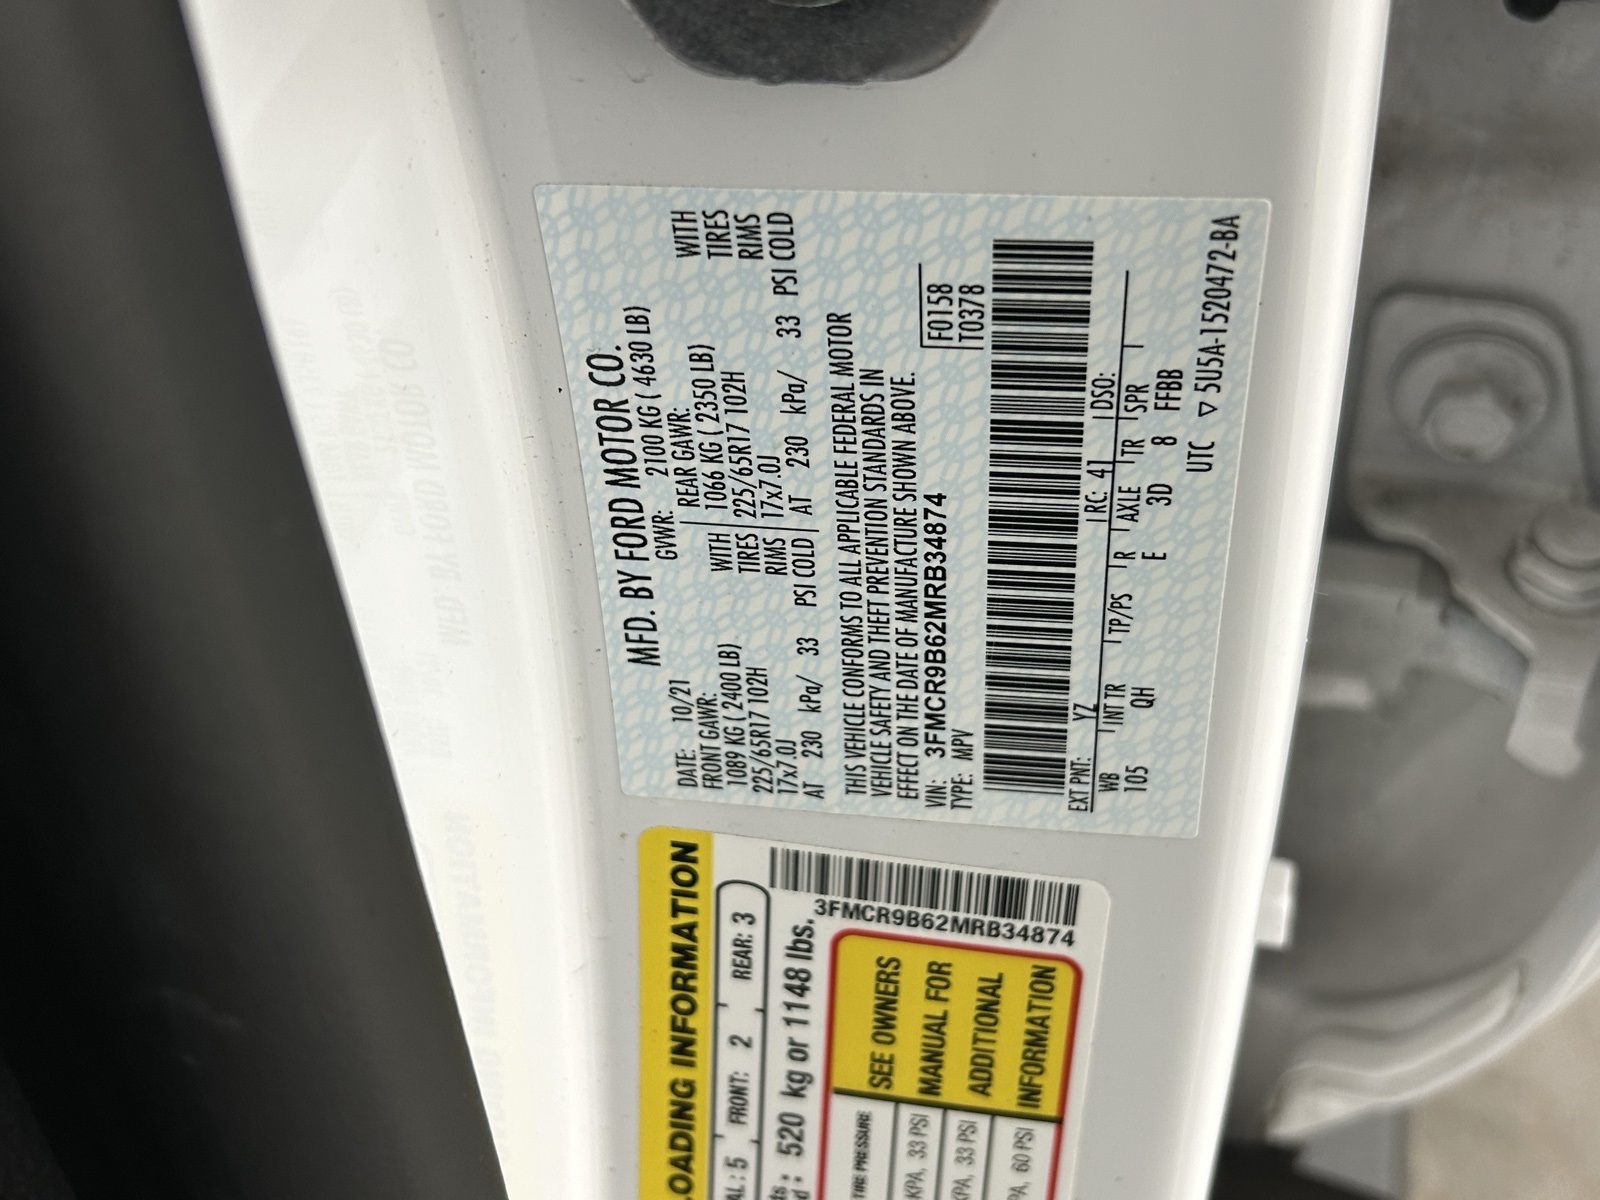 MFD. BY FORD MOTOR CO.
DATE: 10/21 GVWR: 2100 KG ( 4630 LB)
FRONT GAWR: REAR GAWR:
1089 KG ( 2400 LB) WITH 1066 KG ( 2350 LB) WITH
225/65R17 102H TIRES 225/65R17 102H TIRES
17x7.0J RIMS 17x7.0J RIMS
AT 230 kPa/ 33 PSI COLD AT 230 kPa/ 33 PSI COLD
THIS VEHICLE CONFORMS TO ALL APPLICABLE FEDERAL MOTOR
VEHICLE SAFETY AND THEFT PREVENTION STANDARDS IN
EFFECT ON THE DATE OF MANUFACTURE SHOWN ABOVE.
VIN: 3FMCR9B62MRB34874 F0158
TYPE: MPV T0378
EXT PNT: YZ RC: 41 DSO:
WB INT TR TP/PS R AXLE TR SPR
105 QH E 3D 8 FFBB
UTC ▽ 5U5A-1520472-BA
LOADING INFORMATION
AL: 5 FRONT: 2 REAR: 3
520 kg or 1148 lbs.
3FMCR9B62MRB34874
TIRE PRESSURE
KPA, 33 PSI
KPA, 33 PSI
PA, 60 PSI
SEE OWNERS
MANUAL FOR
ADDITIONAL
INFORMATION